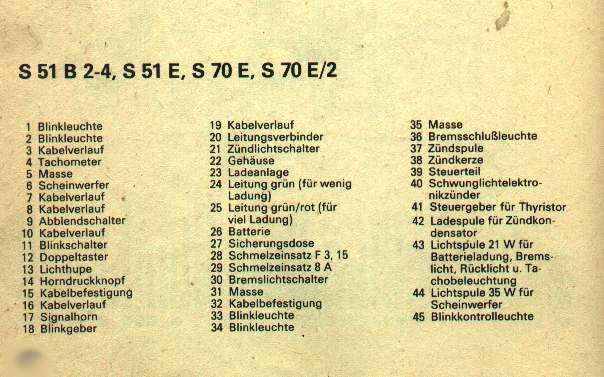 S 51 B 2-4, S 51 E, S 70 E, S 70 E/2
1 Blinkleuchte
2 Blinkleuchte
3 Kabelverlauf
4 Tachometer
5 Masse
6 Scheinwerfer
7 Kabelverlauf
8 Kabelverlauf
9 Abblendschalter
10 Kabelverlauf
11 Blinkschalter
12 Doppeltaster
13 Lichthupe
14 Horndruckknopf
15 Kabelbefestigung
16 Kabelverlauf
17 Signalhorn
18 Blinkgeber
19 Kabelverlauf
20 Leitungsverbinder
21 Zündlichtschalter
22 Gehäuse
23 Ladeanlage
24 Leitung grün (für wenig
Ladung)
25 Leitung grün/rot (für
viel Ladung)
26 Batterie
27 Sicherungsdose
28 Schmelzeinsatz F 3, 15
29 Schmelzeinsatz 8 A
30 Bremslichtschalter
31 Masse
32 Kabelbefestigung
33 Blinkleuchte
34 Blinkleuchte
35 Masse
36 Bremsschlußleuchte
37 Zündspule
38 Zündkerze
39 Steuerteil
40 Schwunglichtelektro-
nikzünder
41 Steuergeber für Thyristor
42 Ladespule für Zündkon-
densator
43 Lichtspule 21 W für
Batterieladung, Brems-
licht, Rücklicht u. Ta-
chobeleuchtung
44 Lichtspule 35 W für
Scheinwerfer
45 Blinkkontrolleuchte